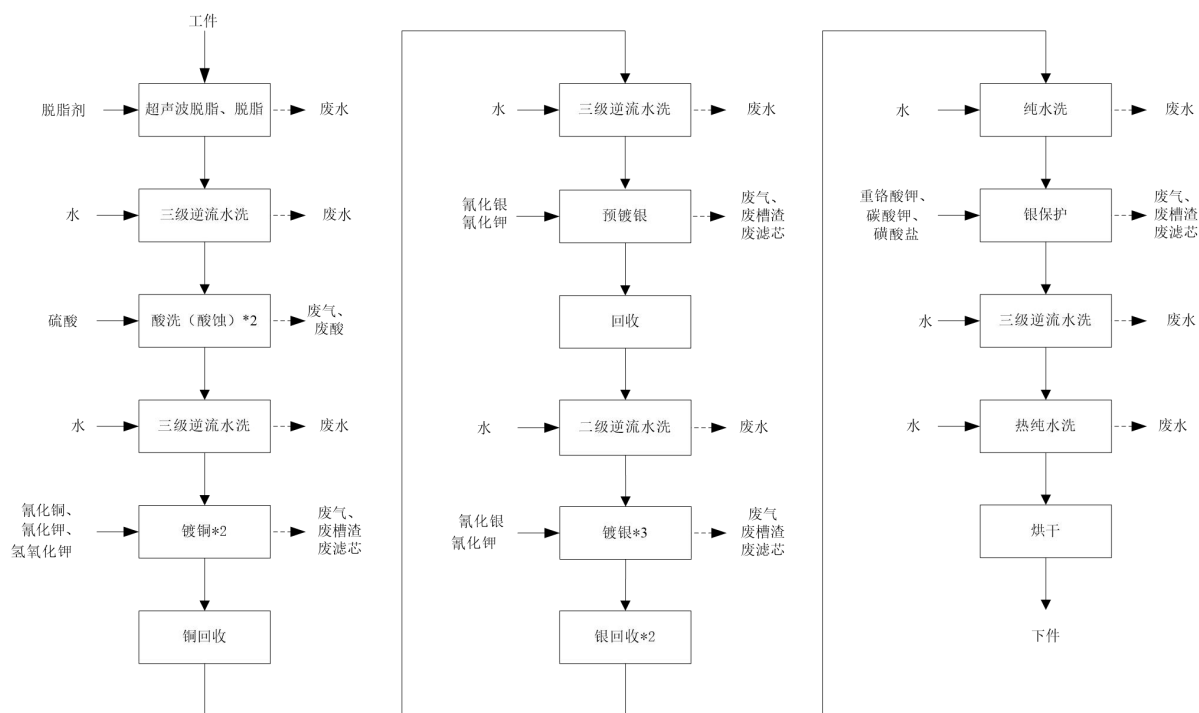 工件
脱脂剂
超声波脱脂、脱脂
废水
水
三级逆流水洗
废水
硫酸
酸洗（酸蚀）*2
废气、
废酸
水
三级逆流水洗
废水
氰化铜、
氰化钾、
氢氧化钾
镀铜*2
废气、
废槽渣
废滤芯
铜回收
水
三级逆流水洗
废水
氰化银
氰化钾
预镀银
废气、
废槽渣
废滤芯
回收
水
二级逆流水洗
废水
氰化银
氰化钾
镀银*3
废气
废槽渣
废滤芯
银回收*2
水
纯水洗
废水
重铬酸钾、
碳酸钾、
磺酸盐
银保护
废气、
废槽渣
废滤芯
水
三级逆流水洗
废水
水
热纯水洗
废水
烘干
下件